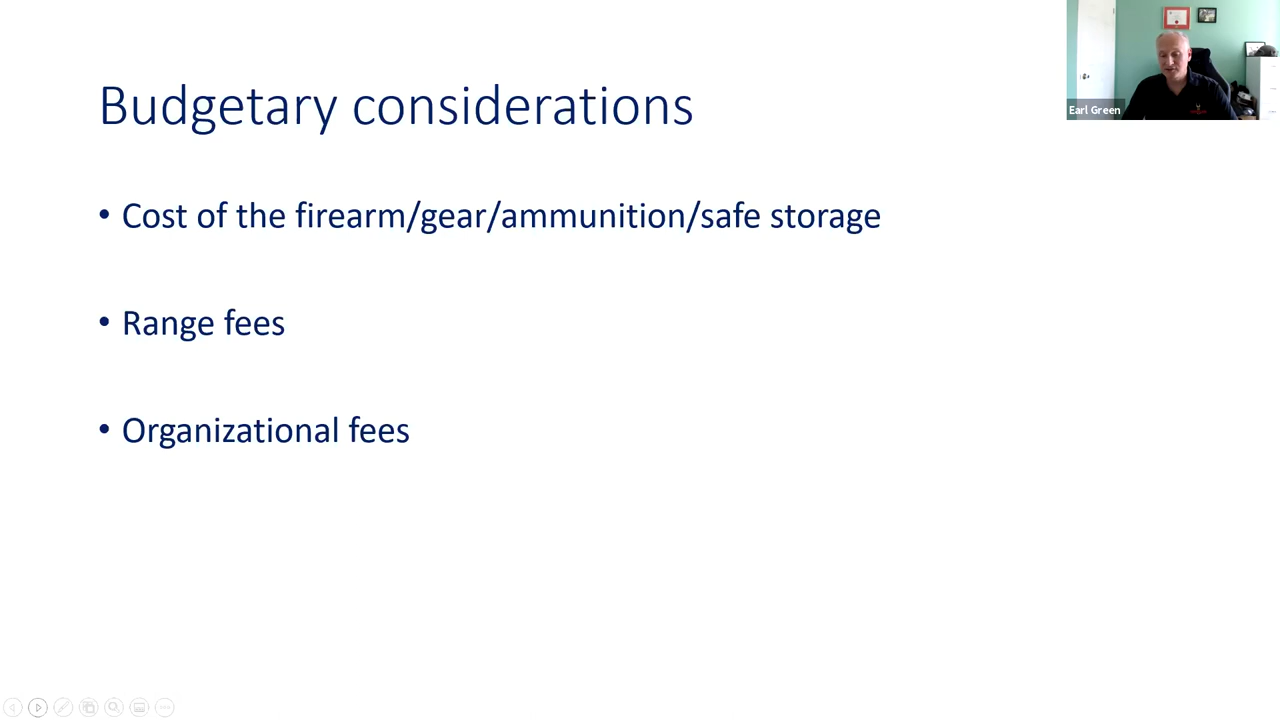 Budgetary considerations
Earl Green
• Cost of the firearm/gear/ammunition/safe storage
• Range fees
• Organizational fees